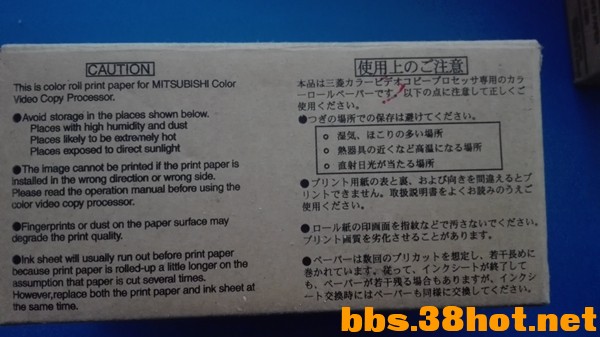 CAUTION
This is color roll print paper for MITSUBISHI Color
Video Copy Processor.
●Avoid storage in the places shown below.
Places with high humidity and dust
Places likely to be extremely hot
Places exposed to direct sunlight
●The image cannot be printed if the print paper is
installed in the wrong direction or wrong side.
Please read the operation manual before using the
color video copy processor.
●Fingerprints or dust on the paper surface may
degrade the print quality.
●Ink sheet will usually run out before print paper
because print paper is rolled-up a little longer on the
assumption that paper is cut several times.
However,replace both the print paper and ink sheet at
the same time.
使用上のご注意
本品は三菱カラービデオコピープロセッサ専用のカラ
ーロールペーパーです。以下の点に注意して正しくご
使用ください。
●つぎの場所での保存は避けてください。
○ 湿気、ほこりの多い場所
○ 熱器具の近くなど高温になる場所
○ 直射日光が当たる場所
●プリント用紙の表と裏、および向きを間違えるとプ
リントできません。取扱説明書をよくお読みのうえご
使用ください。
●ロール紙の印画面を指紋などで汚さないでください。
プリント画質を劣化させることがあります。
●ペーパーは数回のプリカットを想定し、若干長めに
巻かれています。従って、インクシートが終了して
も、ペーパーが若干残る場合もありますが、インクシ
ート交換時にはペーパーも同様に交換してください。
bbs.38hot.net